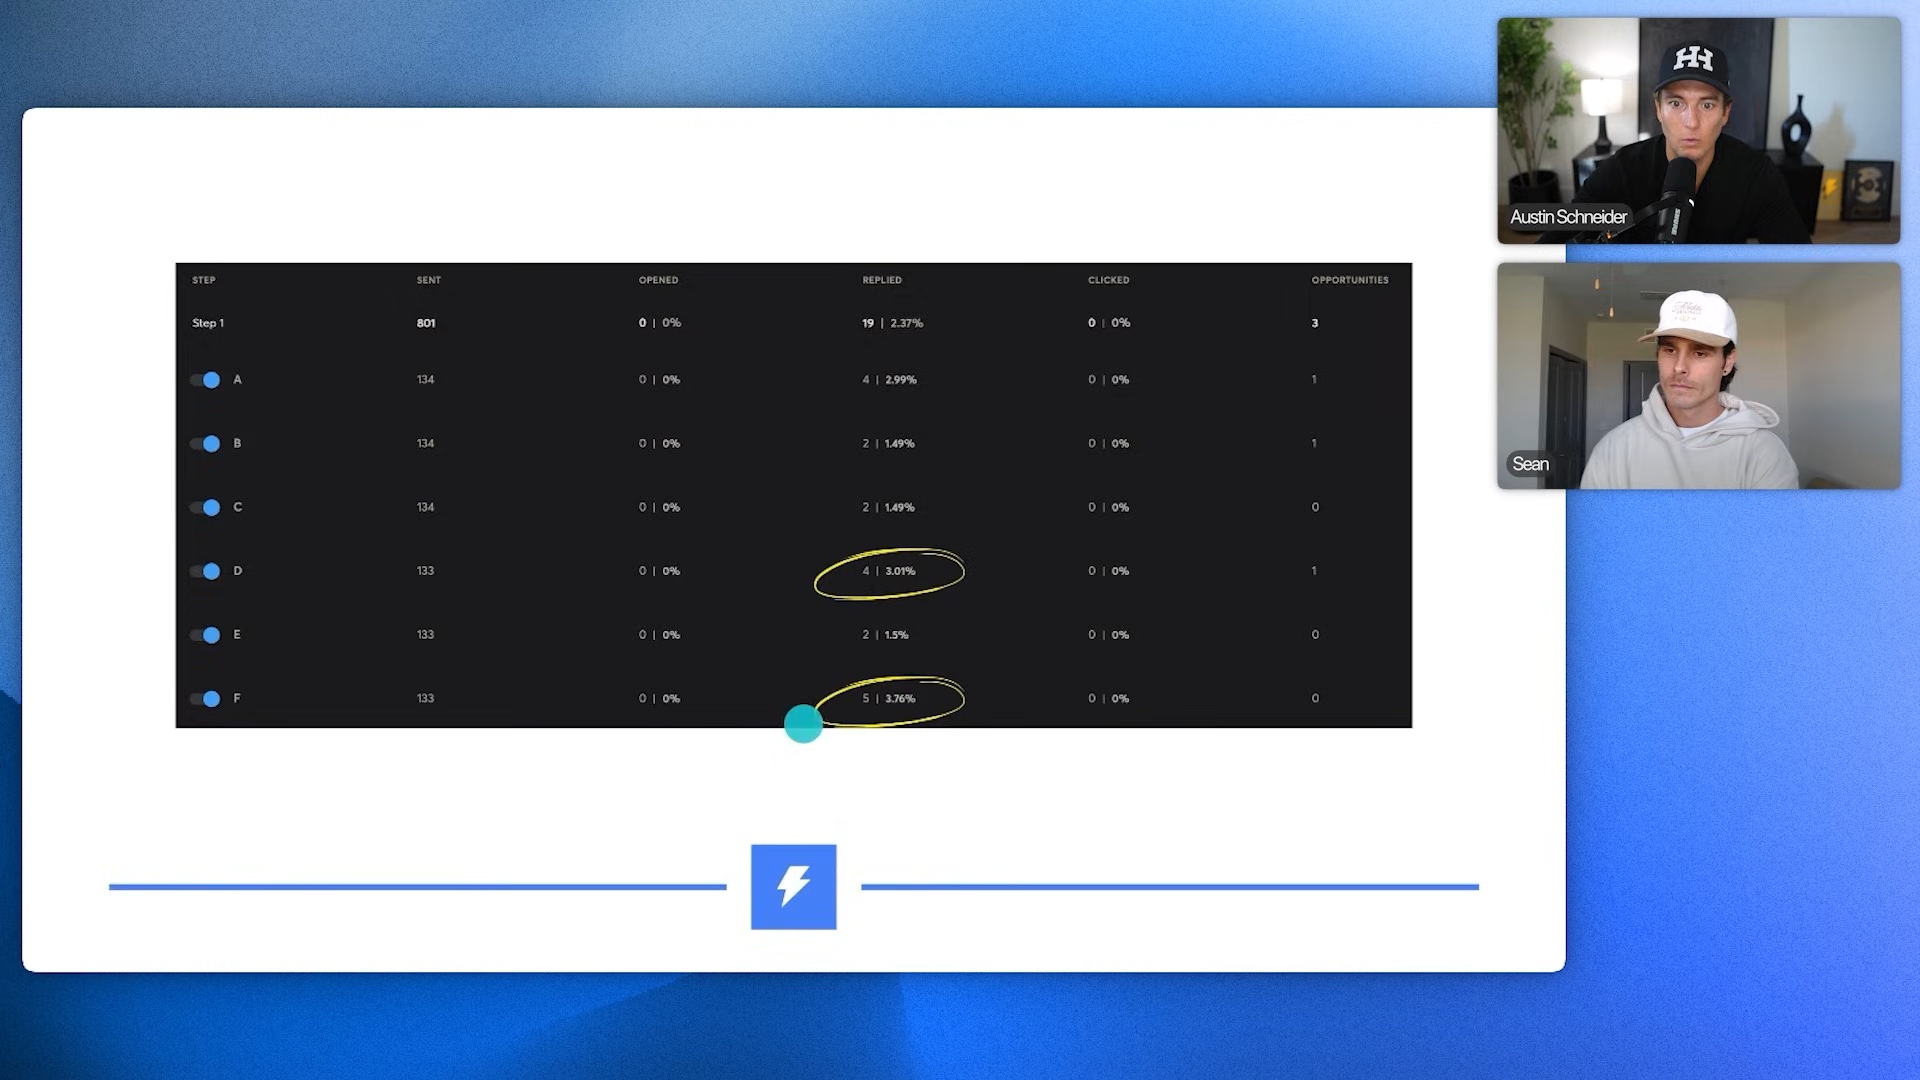 STEP SENT OPENED REPLIED CLICKED OPPORTUNITIES
Step 1 801 0 | 0% 19 | 2.37% 0 | 0% 3
A 134 0 | 0% 4 | 2.99% 0 | 0% 1
B 134 0 | 0% 2 | 1.49% 0 | 0% 1
C 134 0 | 0% 2 | 1.49% 0 | 0% 0
D 133 0 | 0% 4 | 3.01% 0 | 0% 1
E 133 0 | 0% 2 | 1.5% 0 | 0% 0
F 133 0 | 0% 5 | 3.76% 0 | 0% 0
Austin Schneider
Sean